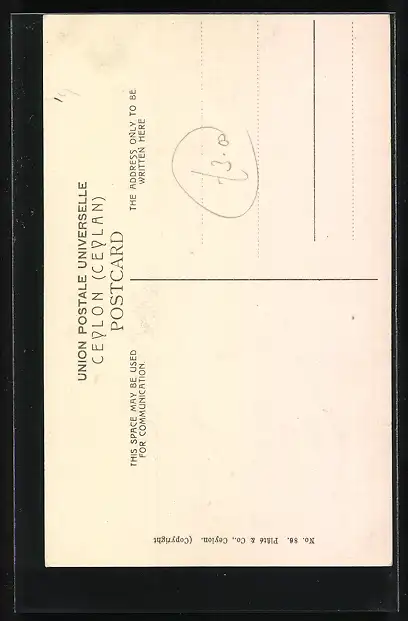 UNION POSTALE UNIVERSELLE
CEYLON (CEYLAN)
POSTCARD
THIS SPACE MAY BE USED
FOR COMMUNICATION.
THE ADDRESS ONLY TO BE
WRITTEN HERE
No. 86. Plâté & Co., Ceylon. (Copyright